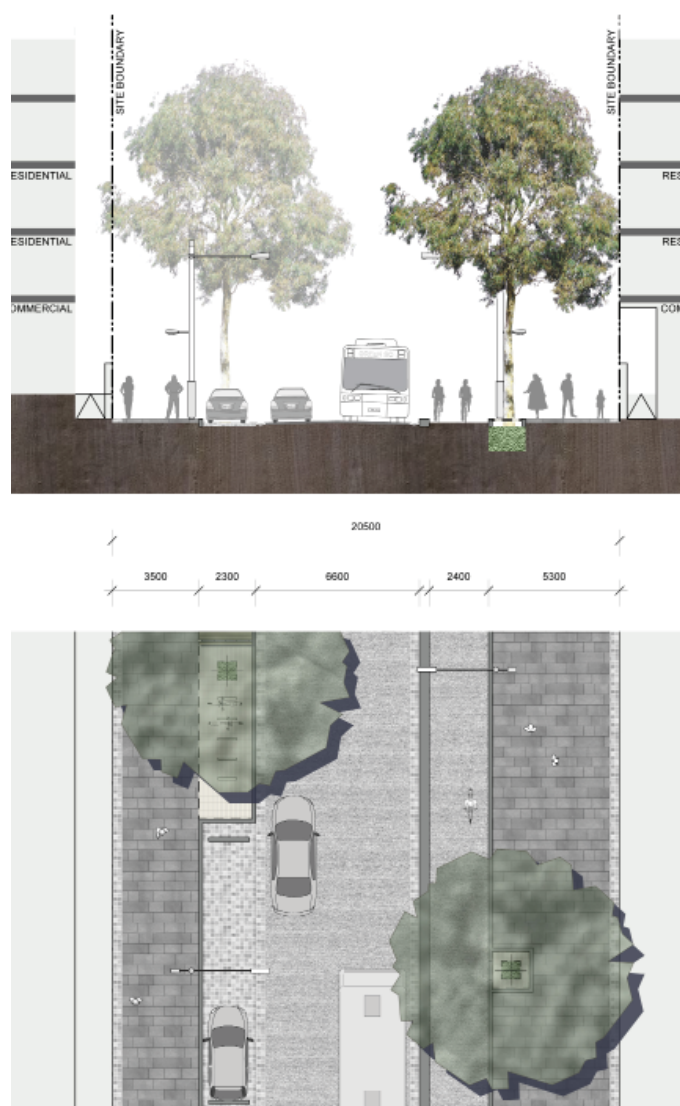 SITE BOUNDARY
SITE BOUNDARY
ESIDENTIAL
RES
ESIDENTIAL
RES
OMMERCIAL
COM
20500
3500
2300
6600
2400
5300